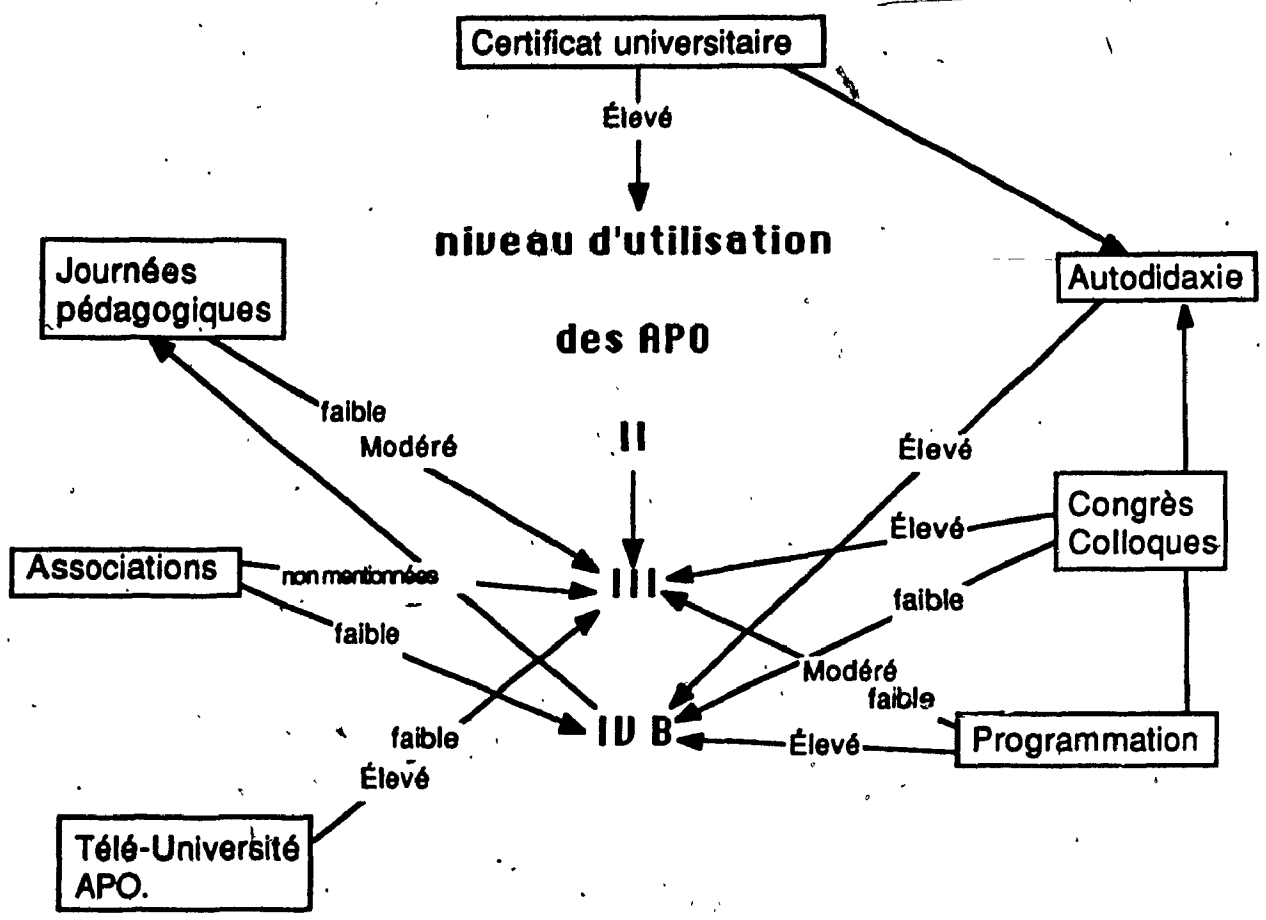 Certificat universitaire
Élevé
niveau d'utilisation
des APO
Journées
pédagogiques
Autodidaxie
faible
Modéré
II
Élevé
Congrès
Colloques
Élevé
Associations
non mentionnées
III
faible
faible
Modéré
faible
faible
Élevé
IV B
Élevé
Programmation
Télé-Université
APO.